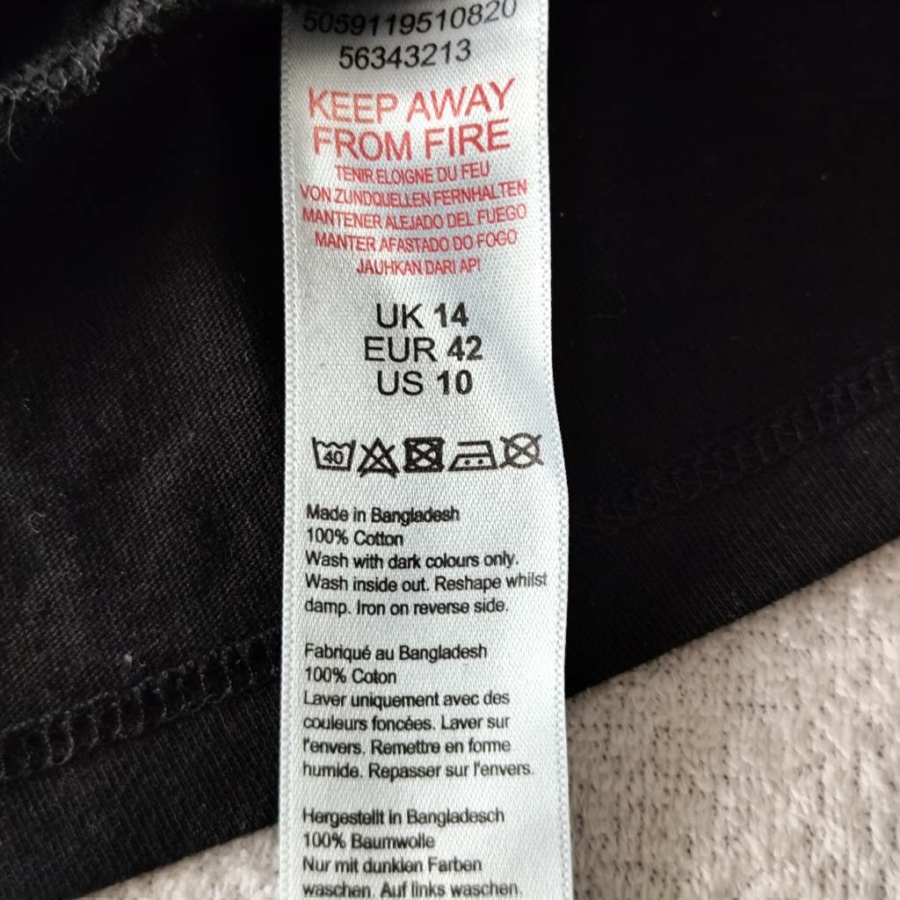 5059119510820
56343213
KEEP AWAY
FROM FIRE
TENIR ELOIGNE DU FEU
VON ZUNDQUELLEN FERNHALTEN
MANTENER ALEJADO DEL FUEGO
MANTER AFASTADO DO FOGO
JAUHKAN DARI API
UK 14
EUR 42
US 10
40
Made in Bangladesh
100% Cotton
Wash with dark colours only.
Wash inside out. Reshape whilst
damp. Iron on reverse side.
Fabriqué au Bangladesh
100% Coton
Laver uniquement avec des
couleurs foncées. Laver sur
l'envers. Remettre en forme
humide. Repasser sur l'envers.
Hergestellt in Bangladesch
100% Baumwolle
Nur mit dunklen Farben
waschen. Auf links waschen.